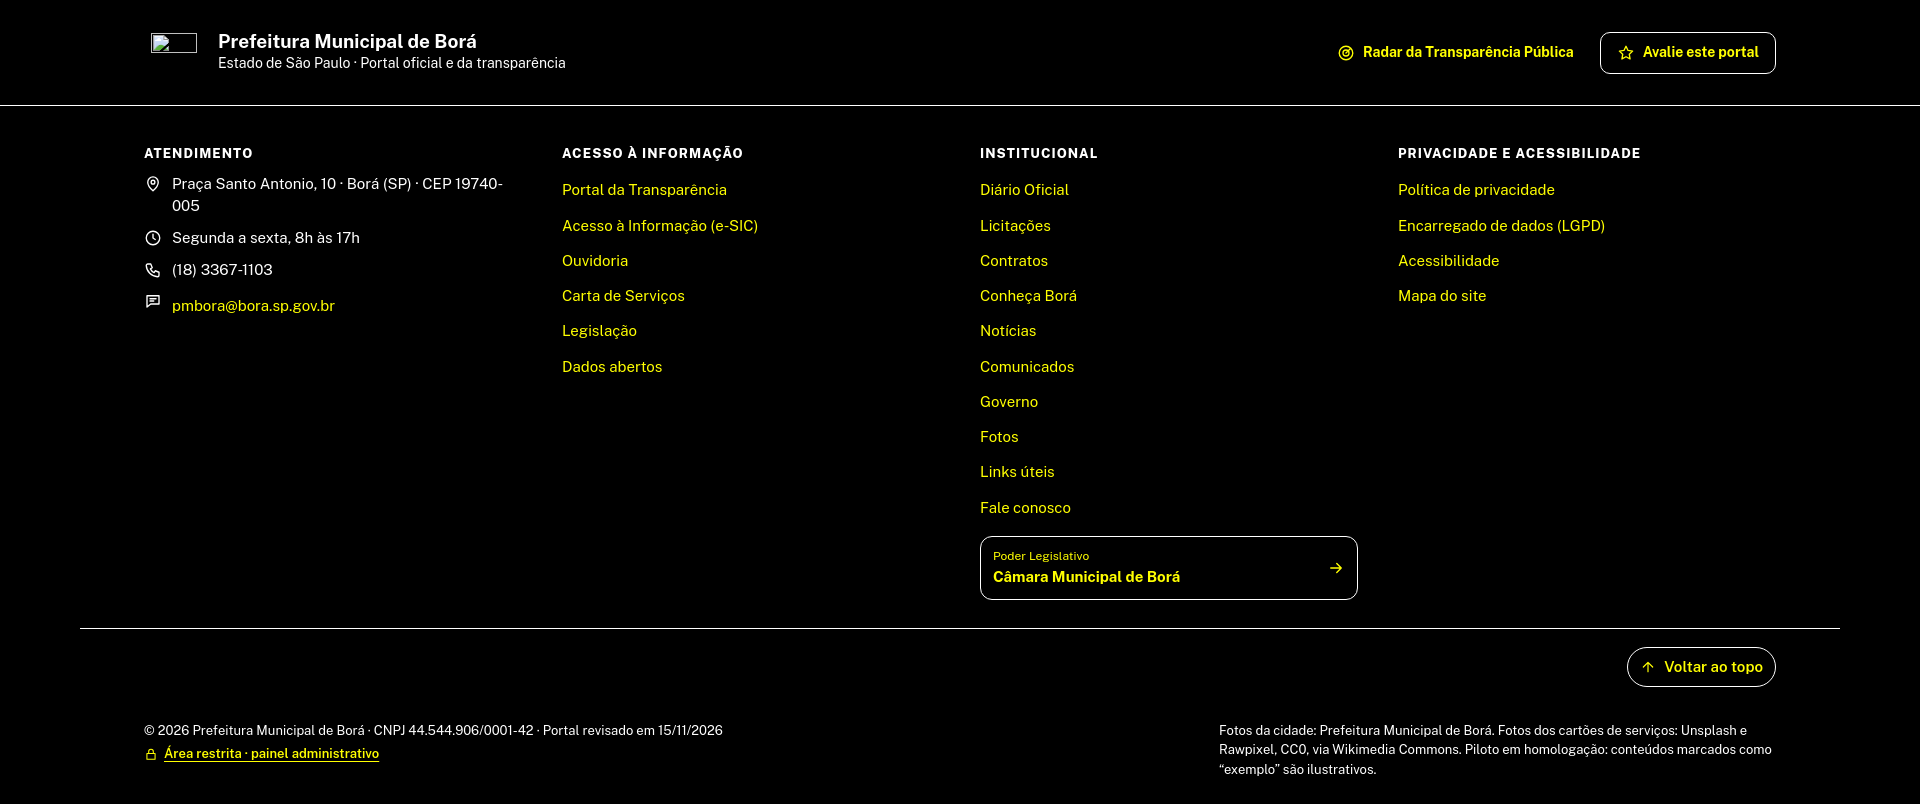 Prefeitura Municipal de Borá
Estado de São Paulo · Portal oficial e da transparência
Radar da Transparência Pública
Avalie este portal
ATENDIMENTO
Praça Santo Antonio, 10 · Borá (SP) · CEP 19740-
005
Segunda a sexta, 8h às 17h
(18) 3367-1103
pmbora@bora.sp.gov.br
ACESSO À INFORMAÇÃO
Portal da Transparência
Acesso à Informação (e-SIC)
Ouvidoria
Carta de Serviços
Legislação
Dados abertos
INSTITUCIONAL
Diário Oficial
Licitações
Contratos
Conheça Borá
Notícias
Comunicados
Governo
Fotos
Links úteis
Fale conosco
Poder Legislativo
Câmara Municipal de Borá
PRIVACIDADE E ACESSIBILIDADE
Política de privacidade
Encarregado de dados (LGPD)
Acessibilidade
Mapa do site
Voltar ao topo
© 2026 Prefeitura Municipal de Borá · CNPJ 44.544.906/0001-42 · Portal revisado em 15/11/2026
Área restrita · painel administrativo
Fotos da cidade: Prefeitura Municipal de Borá. Fotos dos cartões de serviços: Unsplash e
Rawpixel, CC0, via Wikimedia Commons. Piloto em homologação: conteúdos marcados como
“exemplo” são ilustrativos.